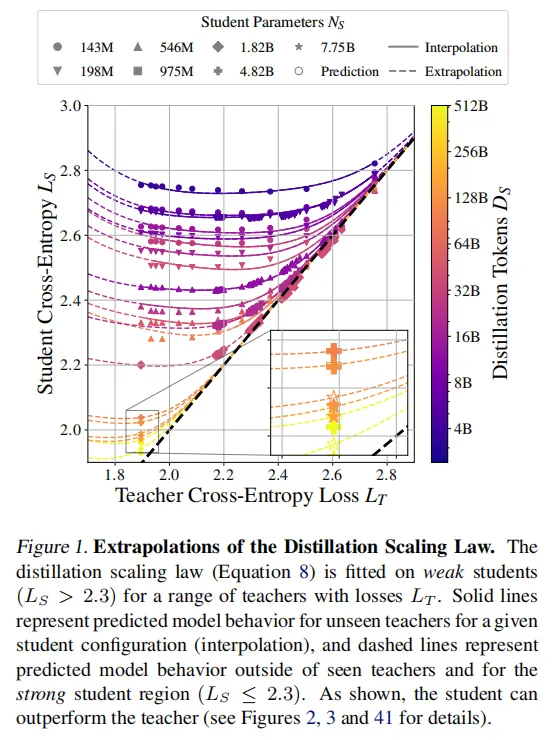 Student Parameters N_S
143M 546M 1.82B 7.75B Interpolation
198M 975M 4.82B Prediction Extrapolation
3.0
2.8
2.6
2.4
2.2
2.0
Student Cross-Entropy L_S
1.8 2.0 2.2 2.4 2.6 2.8
Teacher Cross-Entropy Loss L_T
512B
256B
128B
64B
32B
16B
8B
4B
Distillation Tokens D_S
Figure 1. Extrapolations of the Distillation Scaling Law. The
distillation scaling law (Equation 8) is fitted on weak students
(L_S > 2.3) for a range of teachers with losses L_T. Solid lines
represent predicted model behavior for unseen teachers for a given
student configuration (interpolation), and dashed lines represent
predicted model behavior outside of seen teachers and for the
strong student region (L_S ≤ 2.3). As shown, the student can
outperform the teacher (see Figures 2, 3 and 41 for details).